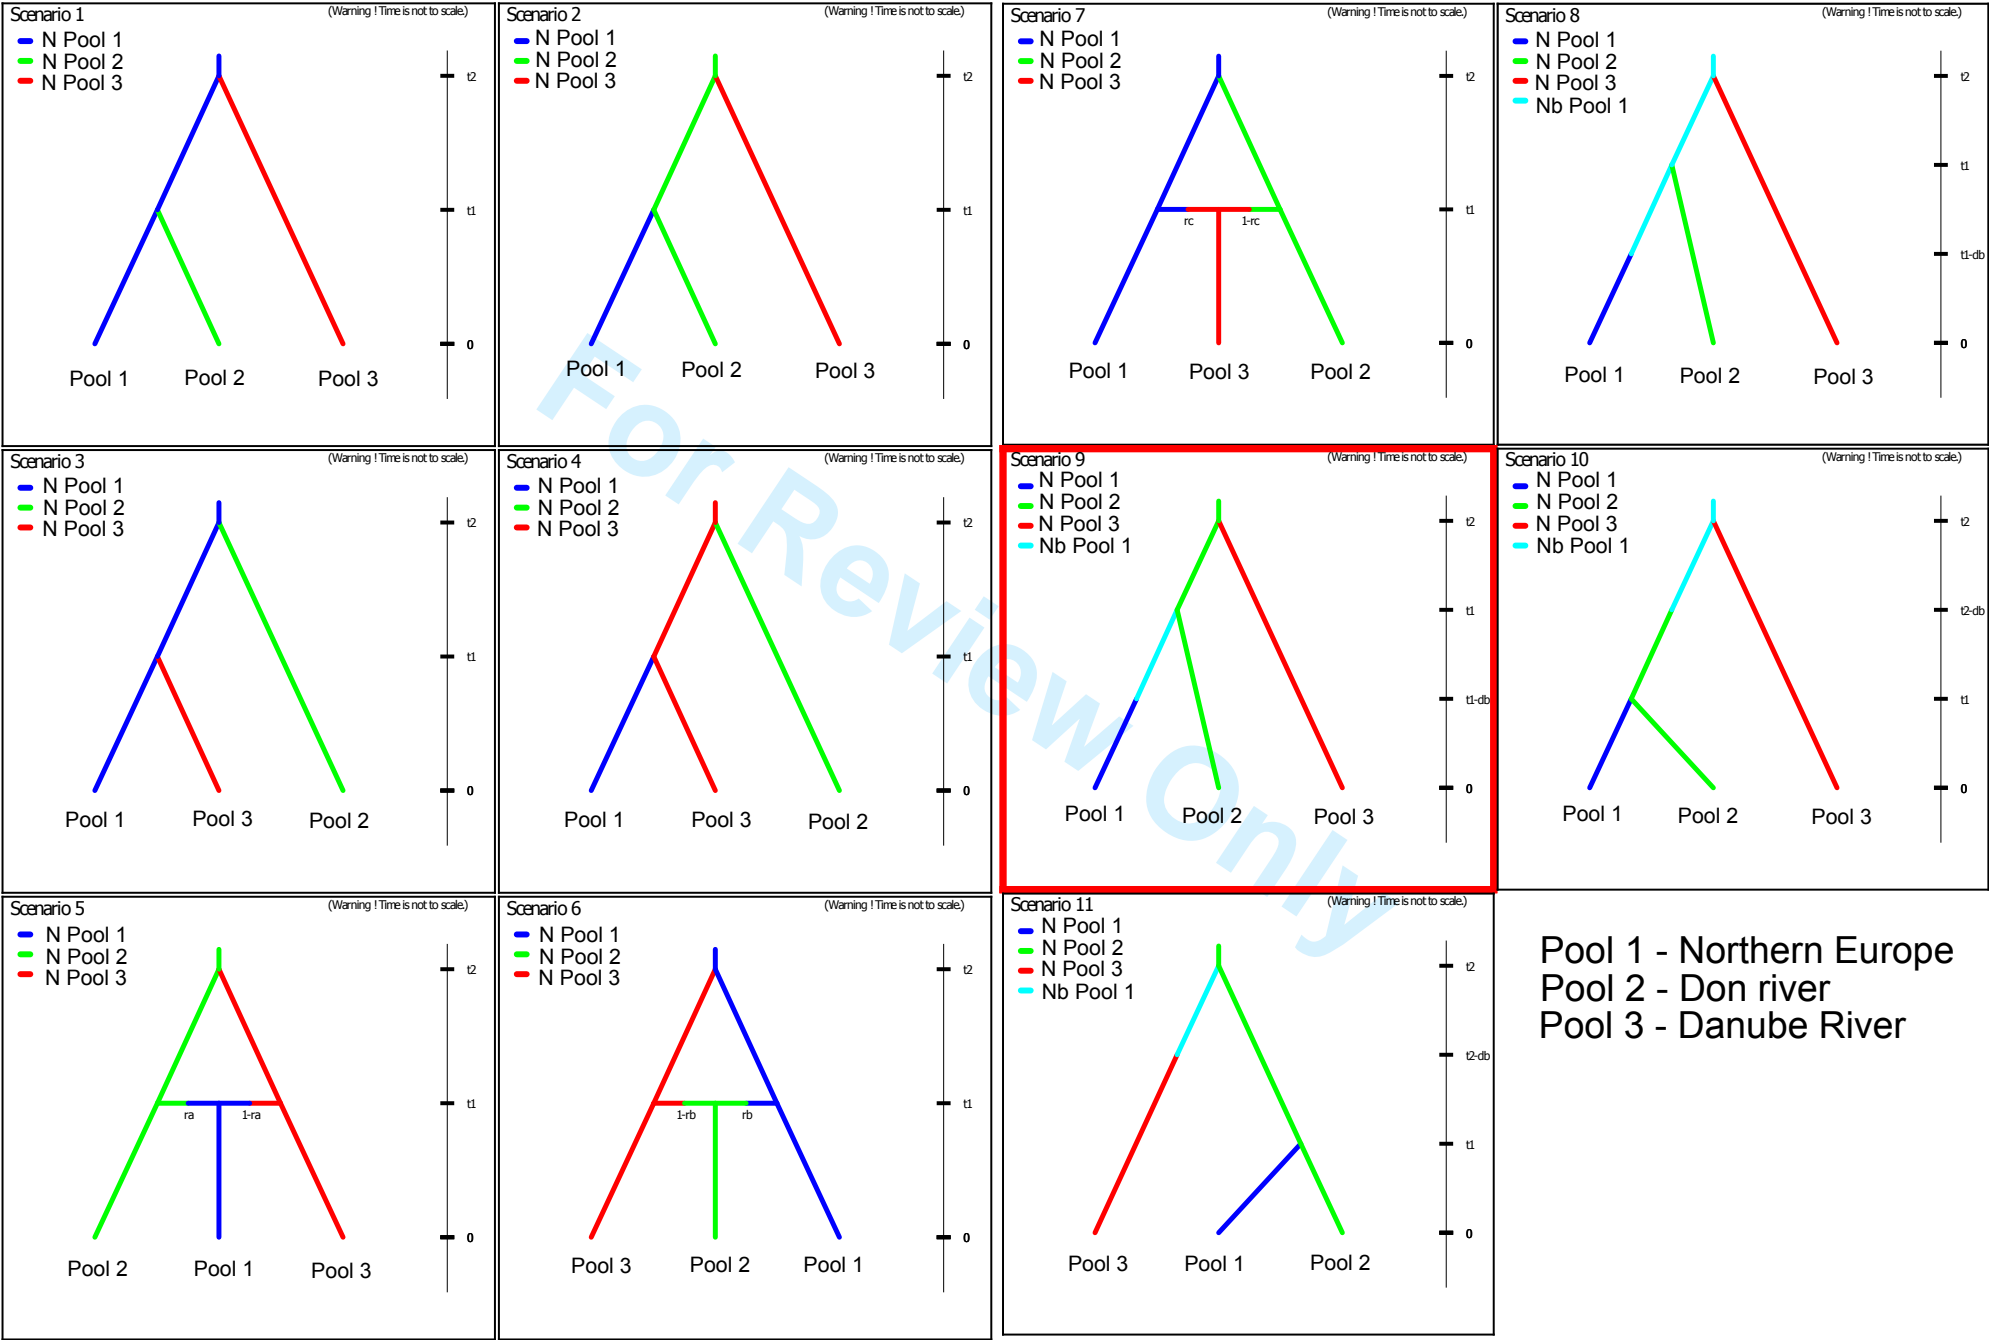 Scenario 1
(Warning ! Time is not to scale.)
N Pool 1
N Pool 2
N Pool 3
t2
t1
0
Pool 1 Pool 2 Pool 3
Scenario 2
(Warning ! Time is not to scale.)
N Pool 1
N Pool 2
N Pool 3
t2
t1
0
Pool 1 Pool 2 Pool 3
Scenario 7
(Warning ! Time is not to scale.)
N Pool 1
N Pool 2
N Pool 3
t2
t1
rc 1-rc
0
Pool 1 Pool 3 Pool 2
Scenario 8
(Warning ! Time is not to scale.)
N Pool 1
N Pool 2
N Pool 3
Nb Pool 1
t2
t1
t1-db
0
Pool 1 Pool 2 Pool 3
Scenario 3
(Warning ! Time is not to scale.)
N Pool 1
N Pool 2
N Pool 3
t2
t1
0
Pool 1 Pool 3 Pool 2
Scenario 4
(Warning ! Time is not to scale.)
N Pool 1
N Pool 2
N Pool 3
t2
t1
0
Pool 1 Pool 3 Pool 2
Scenario 9
(Warning ! Time is not to scale.)
N Pool 1
N Pool 2
N Pool 3
Nb Pool 1
t2
t1
t1-db
0
Pool 1 Pool 2 Pool 3
Scenario 10
(Warning ! Time is not to scale.)
N Pool 1
N Pool 2
N Pool 3
Nb Pool 1
t2
t2-db
t1
0
Pool 1 Pool 2 Pool 3
Scenario 5
(Warning ! Time is not to scale.)
N Pool 1
N Pool 2
N Pool 3
t2
t1
ra 1-ra
0
Pool 2 Pool 1 Pool 3
Scenario 6
(Warning ! Time is not to scale.)
N Pool 1
N Pool 2
N Pool 3
t2
t1
1-rb rb
0
Pool 3 Pool 2 Pool 1
Scenario 11
(Warning ! Time is not to scale.)
N Pool 1
N Pool 2
N Pool 3
Nb Pool 1
t2
t2-db
t1
0
Pool 3 Pool 1 Pool 2
Pool 1 - Northern Europe
Pool 2 - Don river
Pool 3 - Danube River
For Review Only